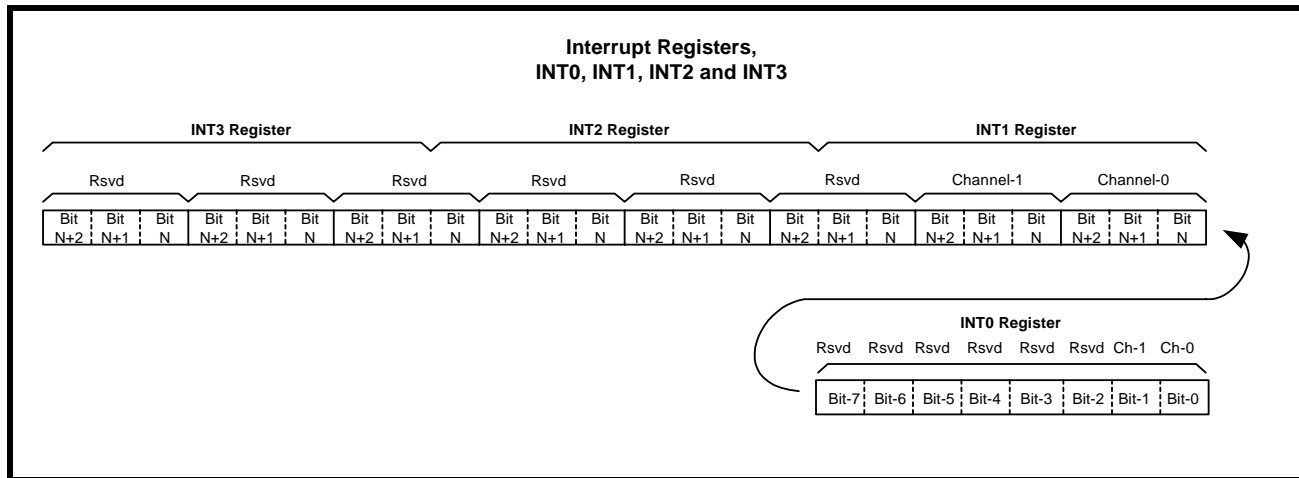 Interrupt Registers,
INT0, INT1, INT2 and INT3
INT3 Register INT2 Register INT1 Register
Rsvd Rsvd Rsvd Rsvd Rsvd Rsvd Channel-1 Channel-0
Bit Bit Bit Bit Bit Bit Bit Bit Bit Bit Bit Bit Bit Bit Bit Bit Bit Bit Bit Bit Bit Bit Bit Bit
N+2 N+1 N N+2 N+1 N N+2 N+1 N N+2 N+1 N N+2 N+1 N N+2 N+1 N N+2 N+1 N N+2 N+1 N
INT0 Register
Rsvd Rsvd Rsvd Rsvd Rsvd Rsvd Ch-1 Ch-0
Bit-7 Bit-6 Bit-5 Bit-4 Bit-3 Bit-2 Bit-1 Bit-0